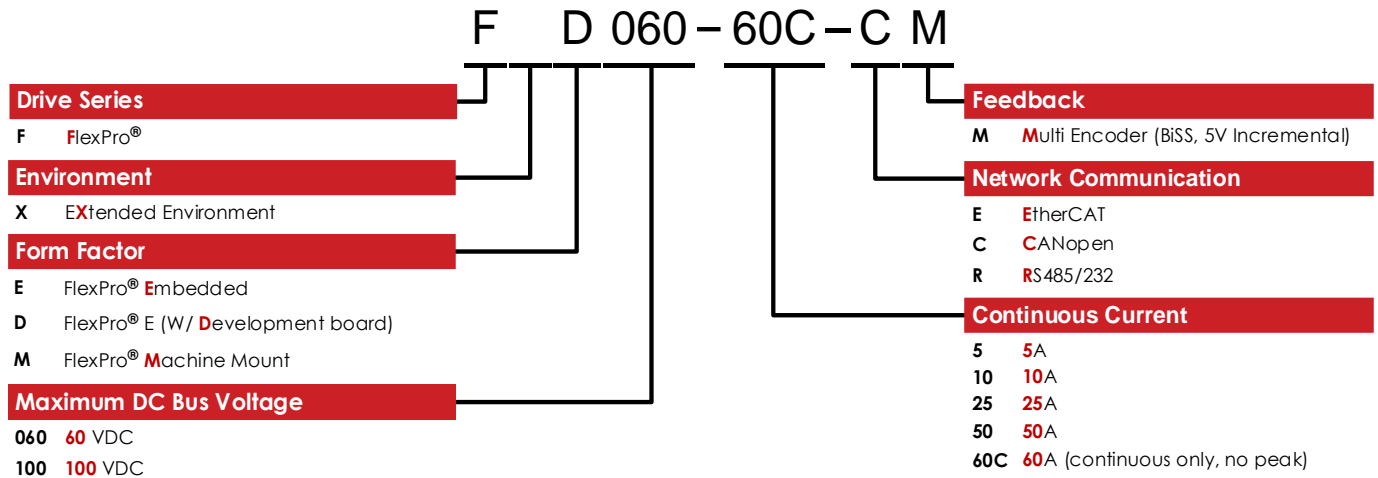 F D 060 – 60C – C M
Drive Series
F FlexPro®
Environment
X EXtended Environment
Form Factor
E FlexPro® Embedded
D FlexPro® E (W/ Development board)
M FlexPro® Machine Mount
Maximum DC Bus Voltage
060 60 VDC
100 100 VDC
Feedback
M Multi Encoder (BiSS, 5V Incremental)
Network Communication
E EtherCAT
C CANopen
R RS485/232
Continuous Current
5 5A
10 10A
25 25A
50 50A
60C 60A (continuous only, no peak)